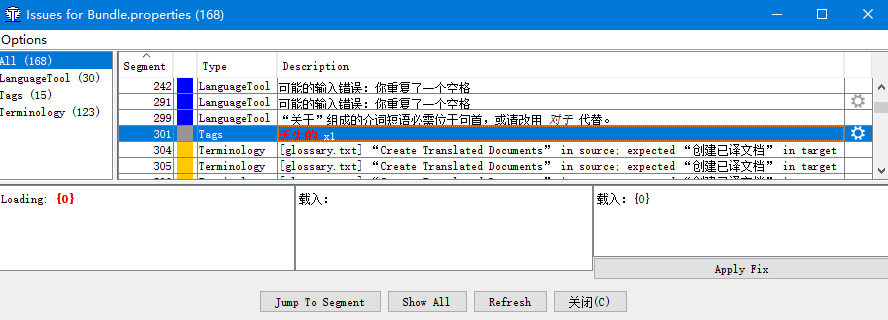 Issues for Bundle.properties (168)
Options
All (168)
LanguageTool (30)
Tags (15)
Terminology (123)
Segment Type Description
242 LanguageTool 可能的输入错误：你重复了一个空格
291 LanguageTool 可能的输入错误：你重复了一个空格
299 LanguageTool “关于”组成的介词短语必需位于句首，或请改用 对于 代替。
301 Tags 丢失的 x1
304 Terminology [glossary.txt] “Create Translated Documents” in source; expected “创建已译文档” in target
305 Terminology [glossary.txt] “Create Translated Documents” in source; expected “创建已译文档” in target
Loading: {0}
载入：
载入：{0}
Apply Fix
Jump To Segment
Show All
Refresh
关闭(C)